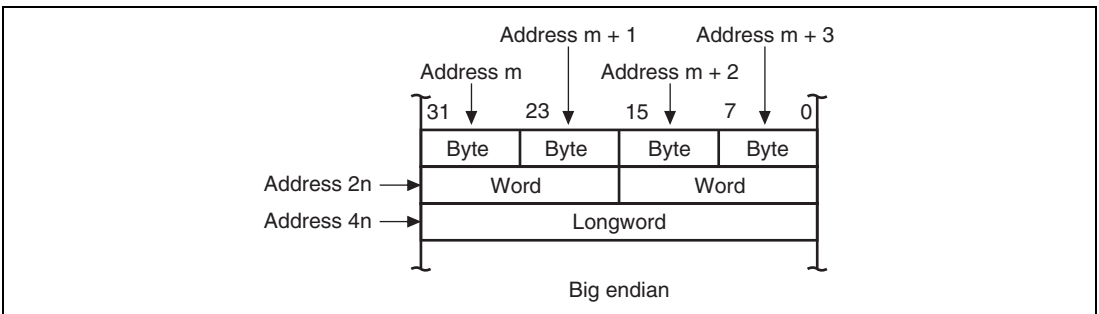 Address m + 1 Address m + 3
Address m Address m + 2
31 23 15 7 0
Byte Byte Byte Byte
Address 2n Word Word
Address 4n Longword
Big endian